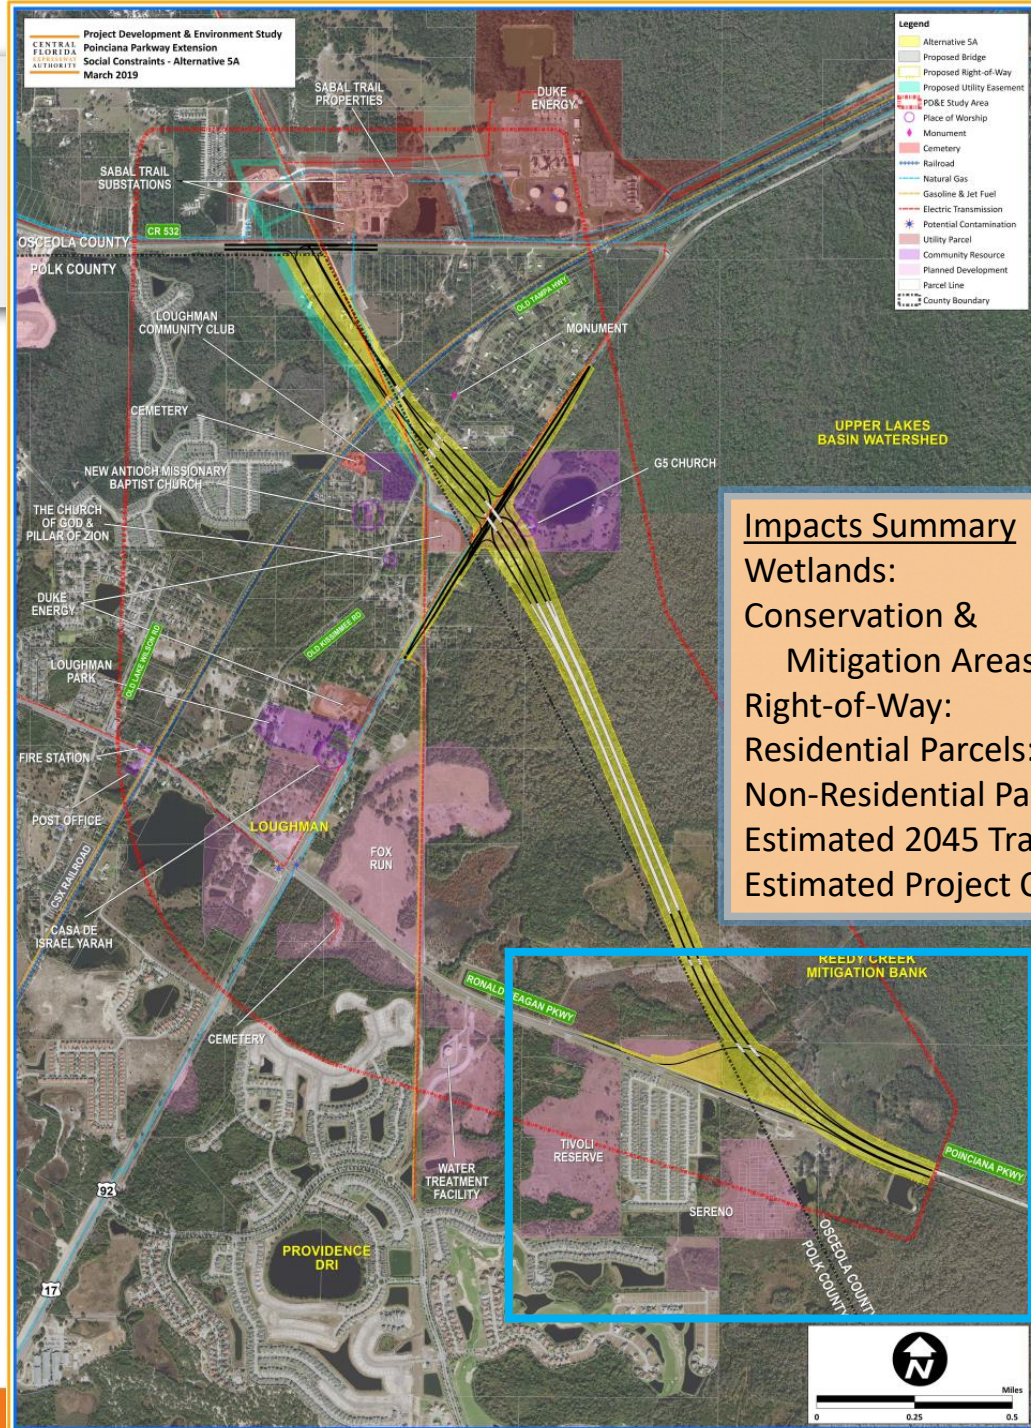 CENTRAL
FLORIDA
EXPRESSWAY
AUTHORITY
Project Development & Environment Study
Poinciana Parkway Extension
Social Constraints - Alternative 5A
March 2019
Legend
Alternative 5A
Proposed Bridge
Proposed Right-of-Way
Proposed Utility Easement
PD&E Study Area
Place of Worship
Monument
Cemetery
Railroad
Natural Gas
Gasoline & Jet Fuel
Electric Transmission
Potential Contamination
Utility Parcel
Community Resource
Planned Development
Parcel Line
County Boundary
SABAL TRAIL
PROPERTIES
DUKE
ENERGY
SABAL TRAIL
SUBSTATIONS
CR 532
OSCEOLA COUNTY
POLK COUNTY
OLD TAMPA HWY
LOUGHMAN
COMMUNITY CLUB
MONUMENT
CEMETERY
UPPER LAKES
BASIN WATERSHED
G5 CHURCH
NEW ANTIOCH MISSIONARY
BAPTIST CHURCH
THE CHURCH
OF GOD &
PILLAR OF ZION
DUKE
ENERGY
OLD KISSIMMEE RD
OLD LAKE WILSON RD
LOUGHMAN
PARK
FIRE STATION
POST OFFICE
LOUGHMAN
FOX
RUN
CSX RAILROAD
CASA DE
ISRAEL YARAH
CEMETERY
Impacts Summary
Wetlands:
Conservation &
Mitigation Areas
Right-of-Way:
Residential Parcels:
Non-Residential Pa
Estimated 2045 Tra
Estimated Project C
REEDY CREEK
MITIGATION BANK
RONALD REAGAN PKWY
POINCIANA PKWY
TIVOLI
RESERVE
SERENO
WATER
TREATMENT
FACILITY
OSCEOLA COUNTY
POLK COUNTY
92
17
PROVIDENCE
DRI
N
Miles
0 0.25 0.5